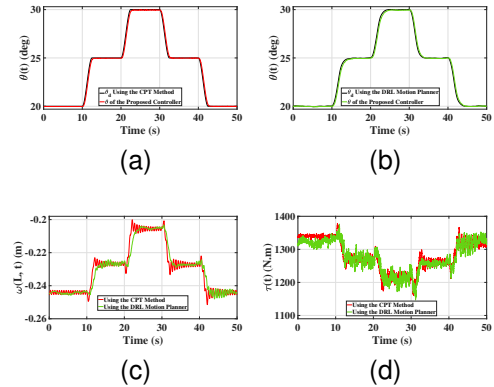 30
25
20
θ(t) (deg)
θd Using the CPT Method
θ of the Proposed Controller
0 10 20 30 40 50
Time (s)
(a)
30
25
20
θ(t) (deg)
θd Using the DRL Motion Planner
θ of the Proposed Controller
0 10 20 30 40 50
Time (s)
(b)
-0.2
-0.22
-0.24
-0.26
ω(L, t) (m)
Using the CPT Method
Using the DRL Motion Planner
0 10 20 30 40 50
Time (s)
(c)
1400
1300
1200
1100
τ(t) (N.m)
Using the CPT Method
Using the DRL Motion Planner
0 10 20 30 40 50
Time (s)
(d)